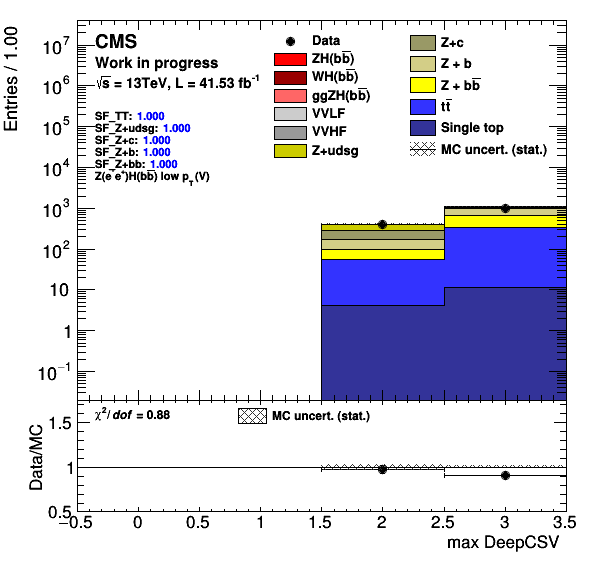 Entries / 1.00
10⁷
10⁶
10⁵
10⁴
10³
10²
10
1
10⁻¹
CMS
Work in progress
√s = 13TeV, L = 41.53 fb⁻¹
SF_TT: 1.000
SF_Z+udsg: 1.000
SF_Z+c: 1.000
SF_Z+b: 1.000
SF_Z+bb: 1.000
Z(e⁻e⁺)H(bb̅) low p_T(V)
Data
ZH(bb̅)
WH(bb̅)
ggZH(bb̅)
VVLF
VVHF
Z+udsg
Z+c
Z + b
Z + bb̅
tt̅
Single top
MC uncert. (stat.)
Data/MC
1.5
1
0.5
χ²/dof = 0.88
MC uncert. (stat.)
−0.5 0 0.5 1 1.5 2 2.5 3 3.5
max DeepCSV